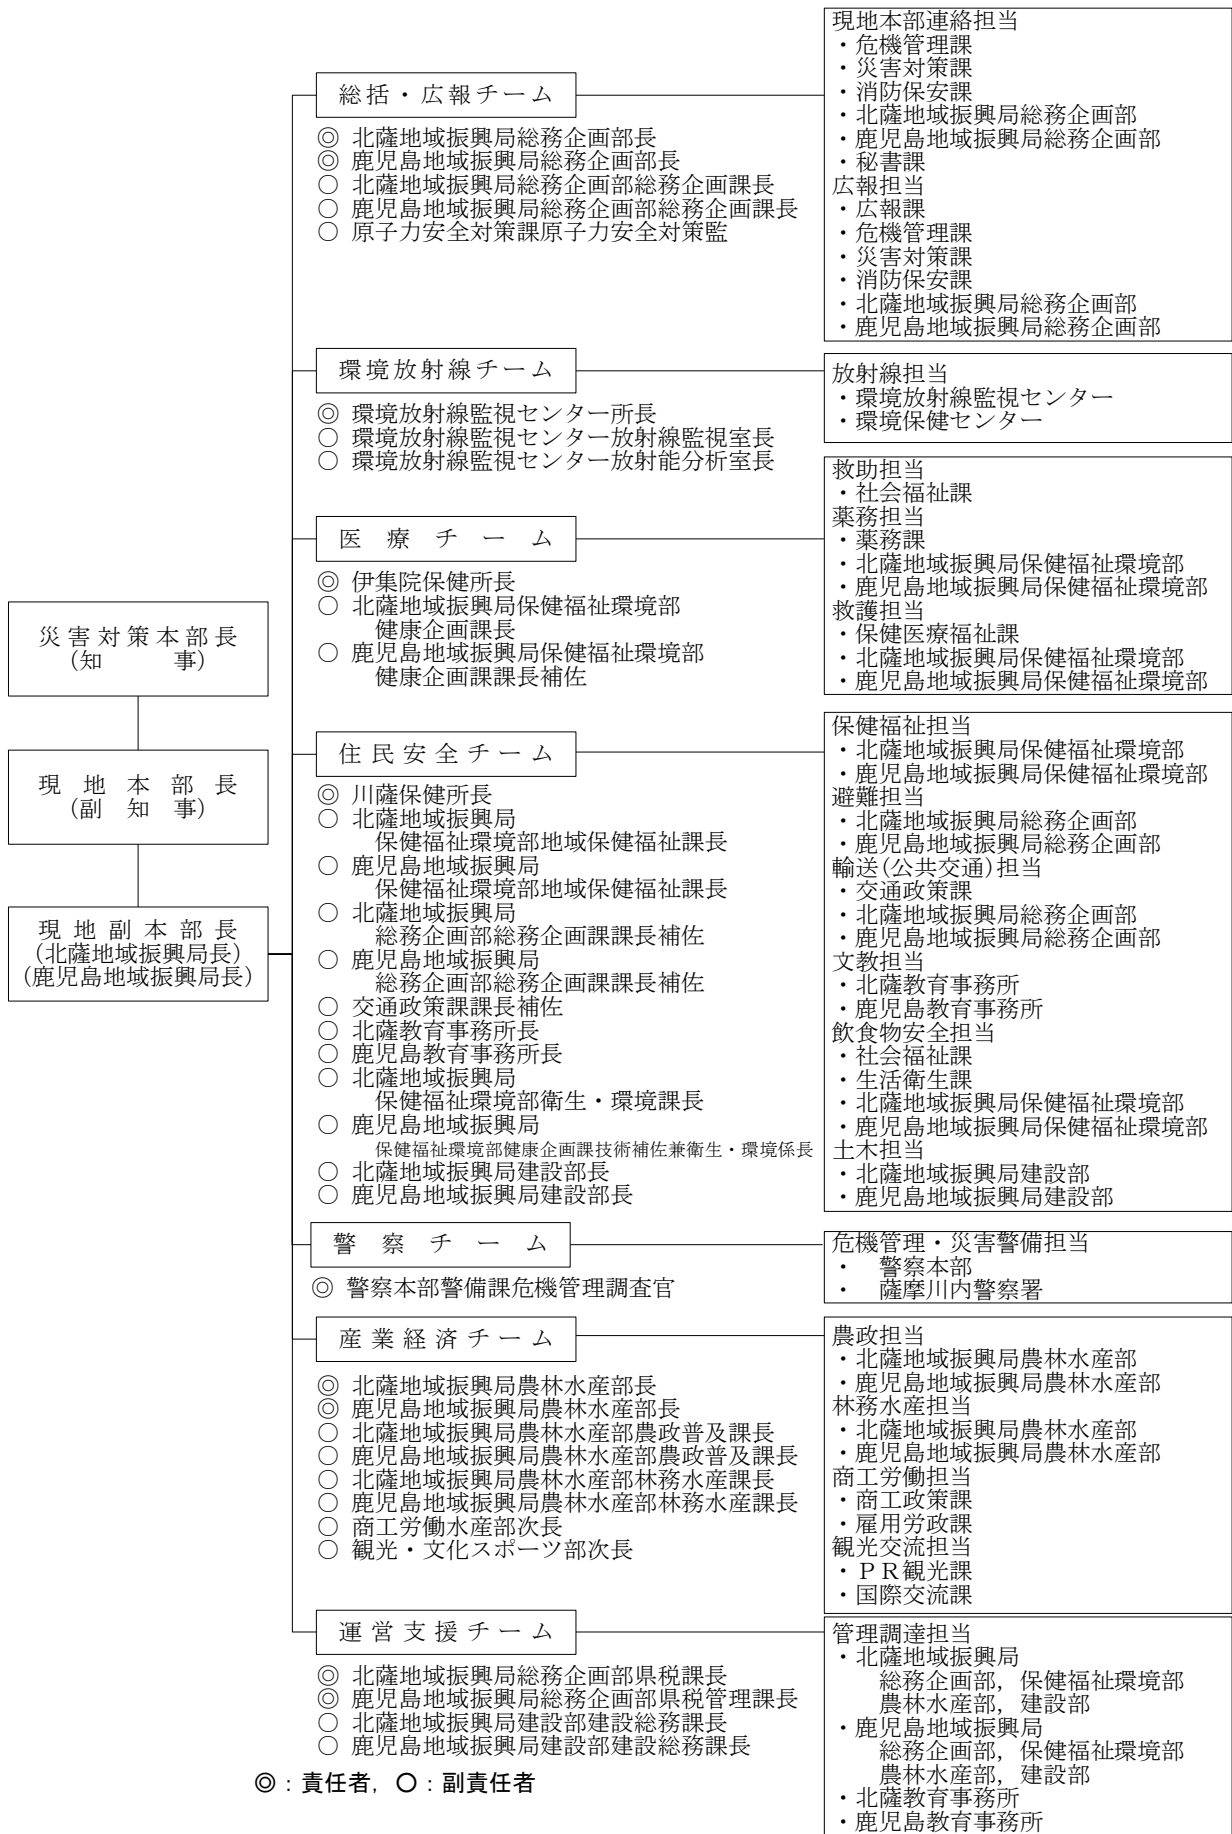 災害対策本部長
(知　　　事)
現地本部長
(副　知　事)
現地副本部長
(北薩地域振興局長)
(鹿児島地域振興局長)
総括・広報チーム
◎ 北薩地域振興局総務企画部長
◎ 鹿児島地域振興局総務企画部長
○ 北薩地域振興局総務企画部総務企画課長
○ 鹿児島地域振興局総務企画部総務企画課長
○ 原子力安全対策課原子力安全対策監
現地本部連絡担当
・危機管理課
・災害対策課
・消防保安課
・北薩地域振興局総務企画部
・鹿児島地域振興局総務企画部
・秘書課
広報担当
・広報課
・危機管理課
・災害対策課
・消防保安課
・北薩地域振興局総務企画部
・鹿児島地域振興局総務企画部
環境放射線チーム
◎ 環境放射線監視センター所長
○ 環境放射線監視センター放射線監視室長
○ 環境放射線監視センター放射能分析室長
放射線担当
・環境放射線監視センター
・環境保健センター
医療チーム
◎ 伊集院保健所長
○ 北薩地域振興局保健福祉環境部
健康企画課長
○ 鹿児島地域振興局保健福祉環境部
健康企画課課長補佐
救助担当
・社会福祉課
薬務担当
・薬務課
・北薩地域振興局保健福祉環境部
・鹿児島地域振興局保健福祉環境部
救護担当
・保健医療福祉課
・北薩地域振興局保健福祉環境部
・鹿児島地域振興局保健福祉環境部
住民安全チーム
◎ 川薩保健所長
○ 北薩地域振興局
保健福祉環境部地域保健福祉課長
○ 鹿児島地域振興局
保健福祉環境部地域保健福祉課長
○ 北薩地域振興局
総務企画部総務企画課課長補佐
○ 鹿児島地域振興局
総務企画部総務企画課課長補佐
○ 交通政策課課長補佐
○ 北薩教育事務所長
○ 鹿児島教育事務所長
○ 北薩地域振興局
保健福祉環境部衛生・環境課長
○ 鹿児島地域振興局
保健福祉環境部健康企画課技術補佐兼衛生・環境係長
○ 北薩地域振興局建設部長
○ 鹿児島地域振興局建設部長
保健福祉担当
・北薩地域振興局保健福祉環境部
・鹿児島地域振興局保健福祉環境部
避難担当
・北薩地域振興局総務企画部
・鹿児島地域振興局総務企画部
輸送(公共交通)担当
・交通政策課
・北薩地域振興局総務企画部
・鹿児島地域振興局総務企画部
文教担当
・北薩教育事務所
・鹿児島教育事務所
飲食物安全担当
・社会福祉課
・生活衛生課
・北薩地域振興局保健福祉環境部
・鹿児島地域振興局保健福祉環境部
土木担当
・北薩地域振興局建設部
・鹿児島地域振興局建設部
警察チーム
◎ 警察本部警備課危機管理調査官
危機管理・災害警備担当
・　警察本部
・　薩摩川内警察署
産業経済チーム
◎ 北薩地域振興局農林水産部長
◎ 鹿児島地域振興局農林水産部長
○ 北薩地域振興局農林水産部農政普及課長
○ 鹿児島地域振興局農林水産部農政普及課長
○ 北薩地域振興局農林水産部林務水産課長
○ 鹿児島地域振興局農林水産部林務水産課長
○ 商工労働水産部次長
○ 観光・文化スポーツ部次長
農政担当
・北薩地域振興局農林水産部
・鹿児島地域振興局農林水産部
林務水産担当
・北薩地域振興局農林水産部
・鹿児島地域振興局農林水産部
商工労働担当
・商工政策課
・雇用労政課
観光交流担当
・ＰＲ観光課
・国際交流課
運営支援チーム
◎ 北薩地域振興局総務企画部県税課長
◎ 鹿児島地域振興局総務企画部県税管理課長
○ 北薩地域振興局建設部建設総務課長
○ 鹿児島地域振興局建設部建設総務課長
管理調達担当
・北薩地域振興局
総務企画部，保健福祉環境部
農林水産部，建設部
・鹿児島地域振興局
総務企画部，保健福祉環境部
農林水産部，建設部
・北薩教育事務所
・鹿児島教育事務所
◎：責任者，○：副責任者